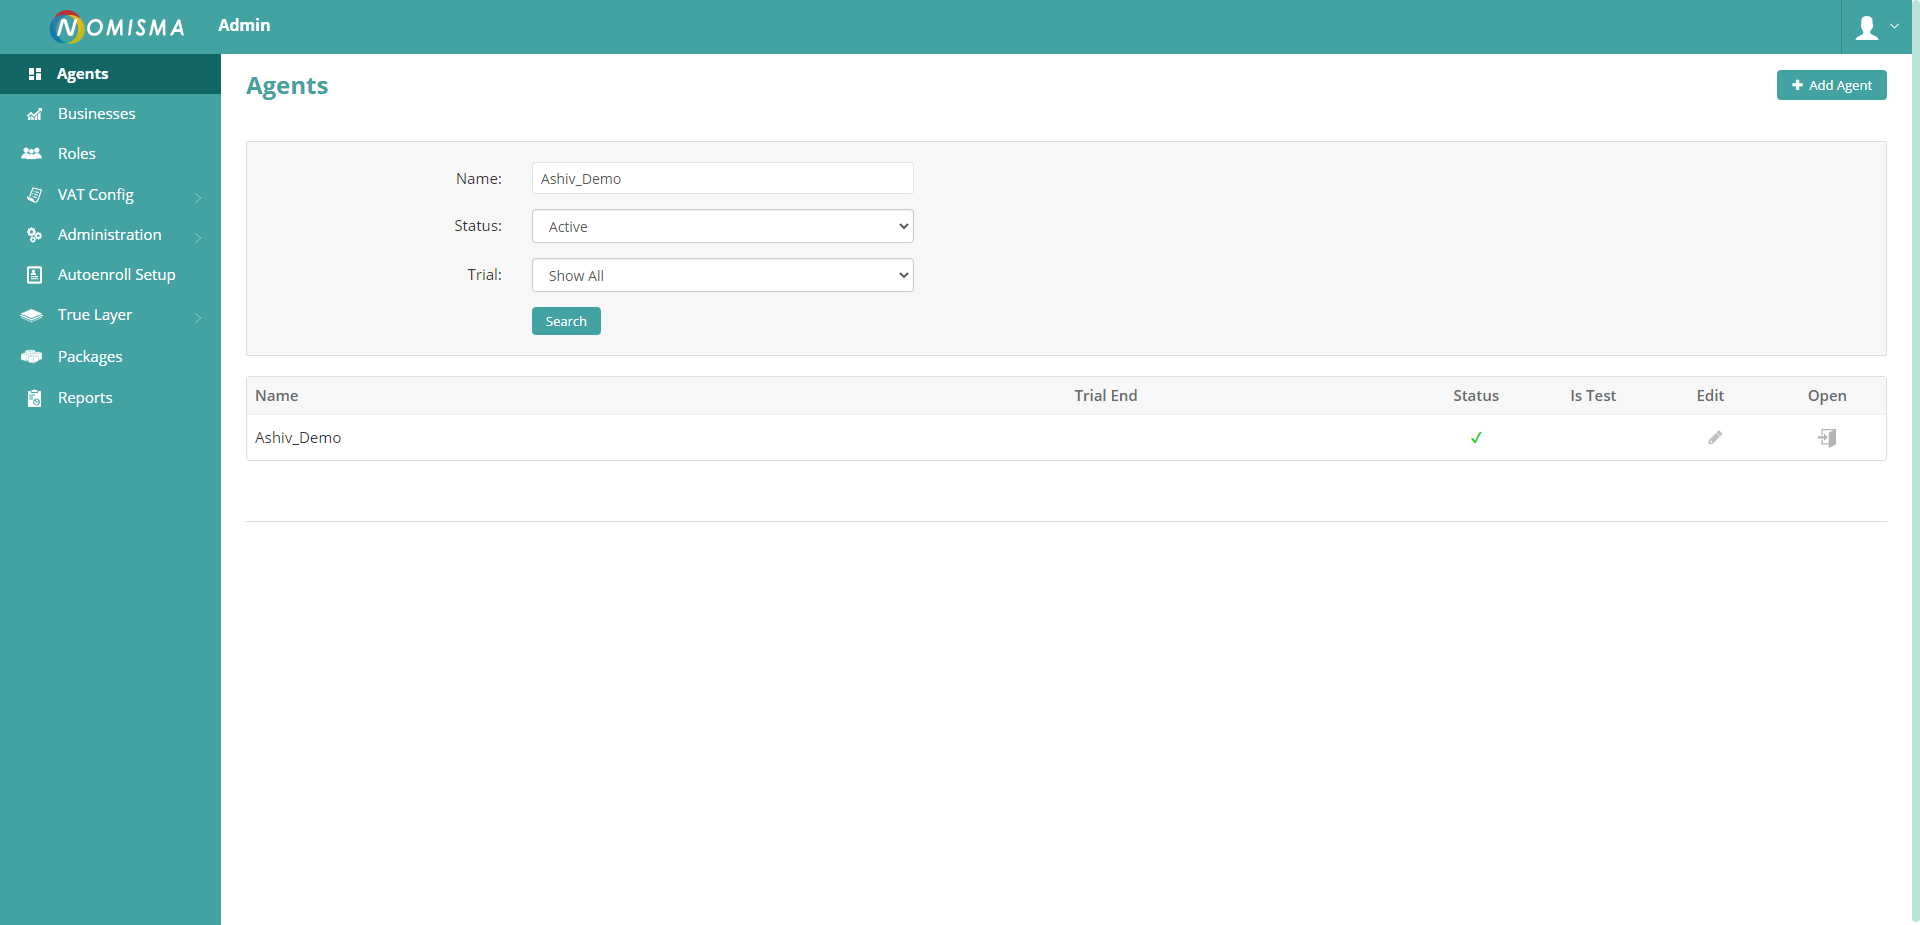 NOMISMA
Admin
Agents
Businesses
Roles
VAT Config
Administration
Autoenroll Setup
True Layer
Packages
Reports
Agents
Add Agent
Name: Ashiv_Demo
Status: Active
Trial: Show All
Search
Name Trial End Status Is Test Edit Open
Ashiv_Demo